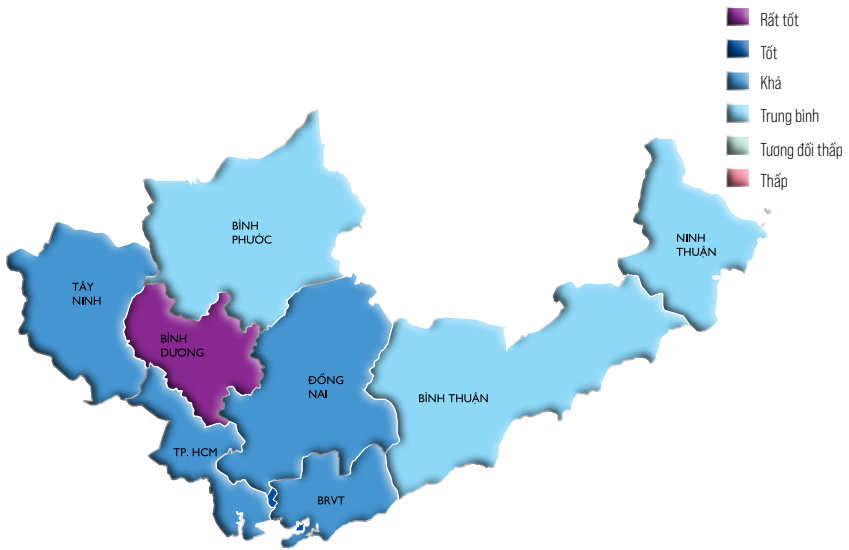 Rất tốt
Tốt
Khá
Trung bình
Tương đối thấp
Thấp
BÌNH
PHƯỚC
NINH
THUẬN
TÂY
NINH
BÌNH
DƯƠNG
ĐỒNG
NAI
BÌNH THUẬN
TP. HCM
BRVT